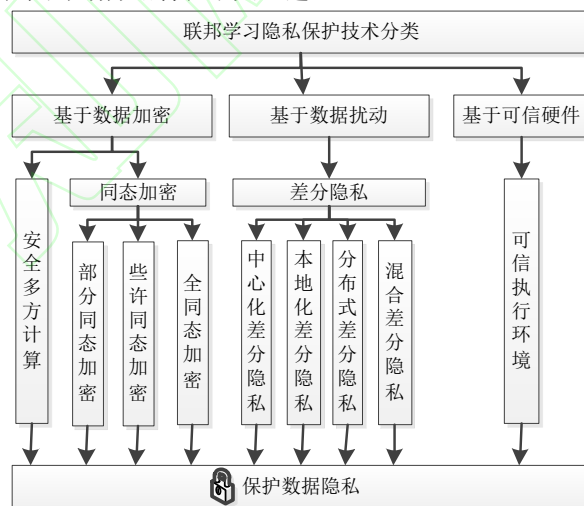 联邦学习隐私保护技术分类
基于数据加密
基于数据扰动
基于可信硬件
同态加密
差分隐私
安全多方计算
部分同态加密
些许同态加密
全同态加密
中心化差分隐私
本地化差分隐私
分布式差分隐私
混合差分隐私
可信执行环境
保护数据隐私